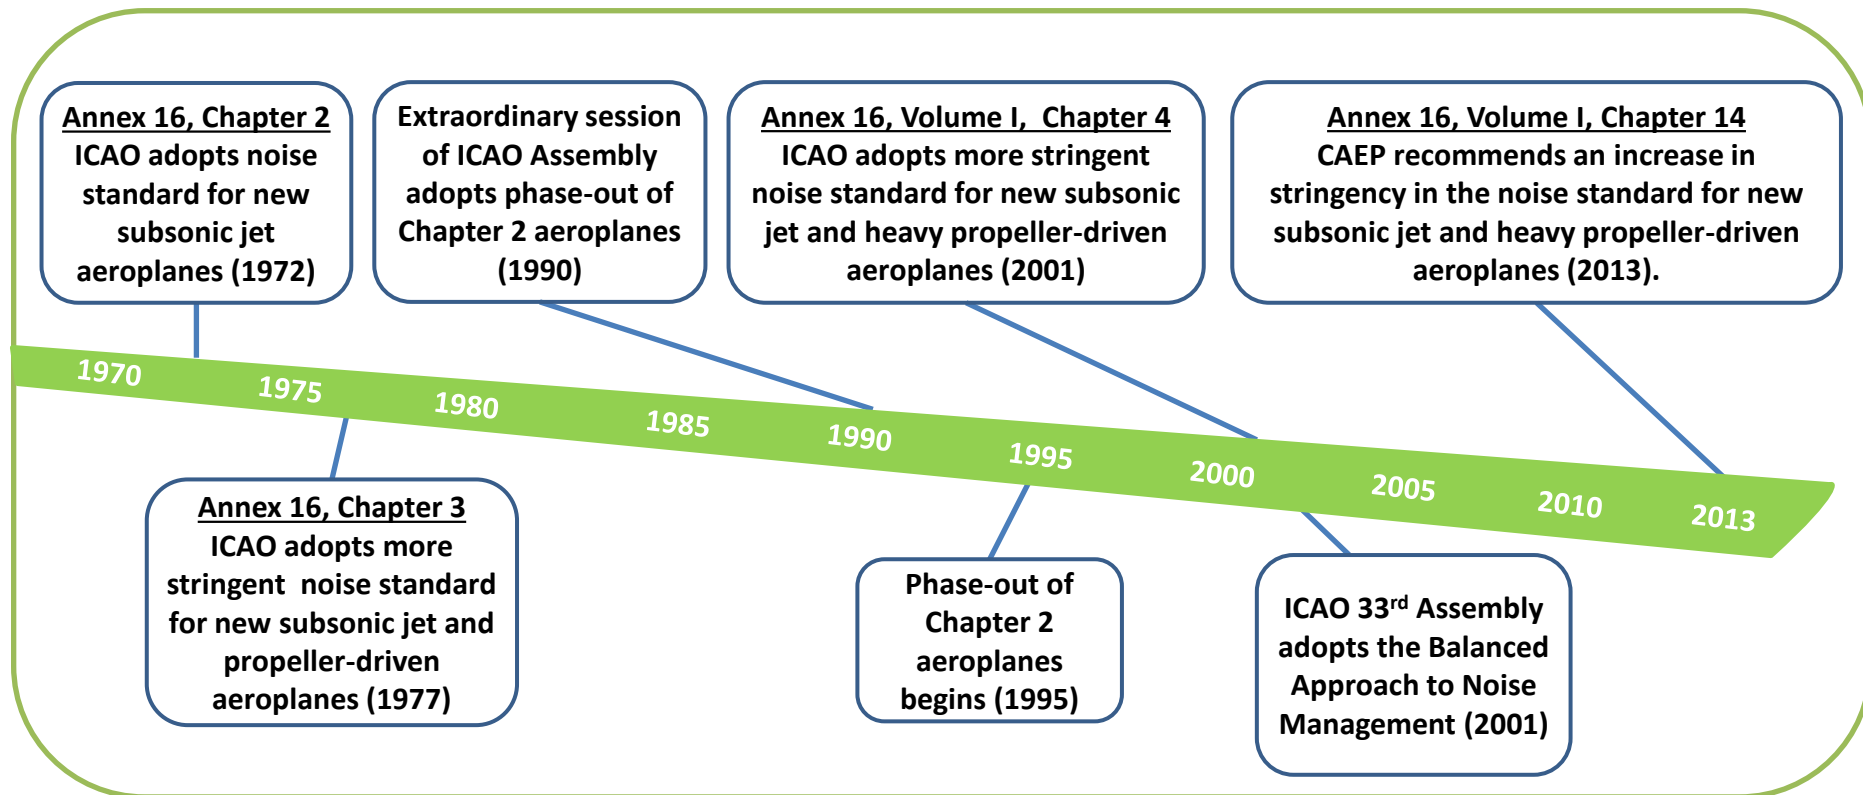 Annex 16, Chapter 2
ICAO adopts noise
standard for new
subsonic jet
aeroplanes (1972)
Extraordinary session
of ICAO Assembly
adopts phase-out of
Chapter 2 aeroplanes
(1990)
Annex 16, Volume I, Chapter 4
ICAO adopts more stringent
noise standard for new subsonic
jet and heavy propeller-driven
aeroplanes (2001)
Annex 16, Volume I, Chapter 14
CAEP recommends an increase in
stringency in the noise standard for new
subsonic jet and heavy propeller-driven
aeroplanes (2013).
1970
1975
1980
1985
1990
1995
2000
2005
2010
2013
Annex 16, Chapter 3
ICAO adopts more
stringent noise standard
for new subsonic jet and
propeller-driven
aeroplanes (1977)
Phase-out of
Chapter 2
aeroplanes
begins (1995)
ICAO 33rd Assembly
adopts the Balanced
Approach to Noise
Management (2001)